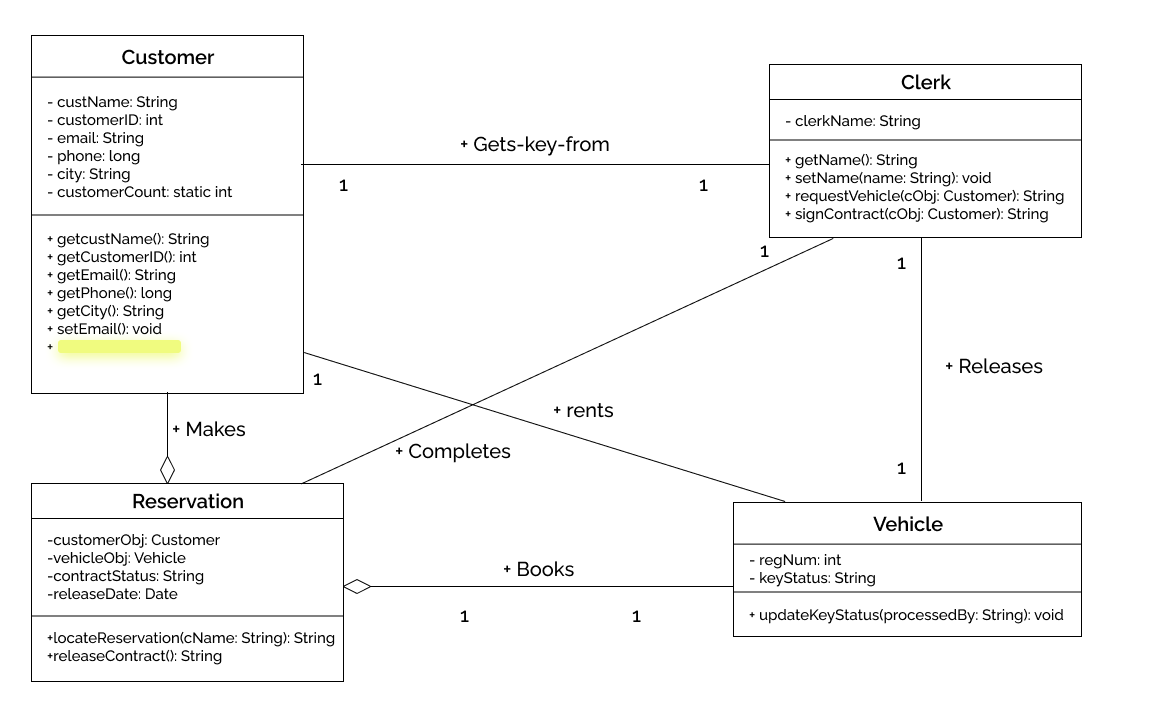 Customer
- custName: String
- customerID: int
- email: String
- phone: long
- city: String
- customerCount: static int
+ getcustName(): String
+ getCustomerID(): int
+ getEmail(): String
+ getPhone(): long
+ getCity(): String
+ setEmail(): void
+
Clerk
- clerkName: String
+ getName(): String
+ setName(name: String): void
+ requestVehicle(cObj: Customer): String
+ signContract(cObj: Customer): String
+ Gets-key-from
1
1
1
1
+ Releases
1
1
+ rents
+ Completes
+ Makes
Reservation
-customerObj: Customer
-vehicleObj: Vehicle
-contractStatus: String
-releaseDate: Date
+locateReservation(cName: String): String
+releaseContract(): String
+ Books
1
1
Vehicle
- regNum: int
- keyStatus: String
+ updateKeyStatus(processedBy: String): void